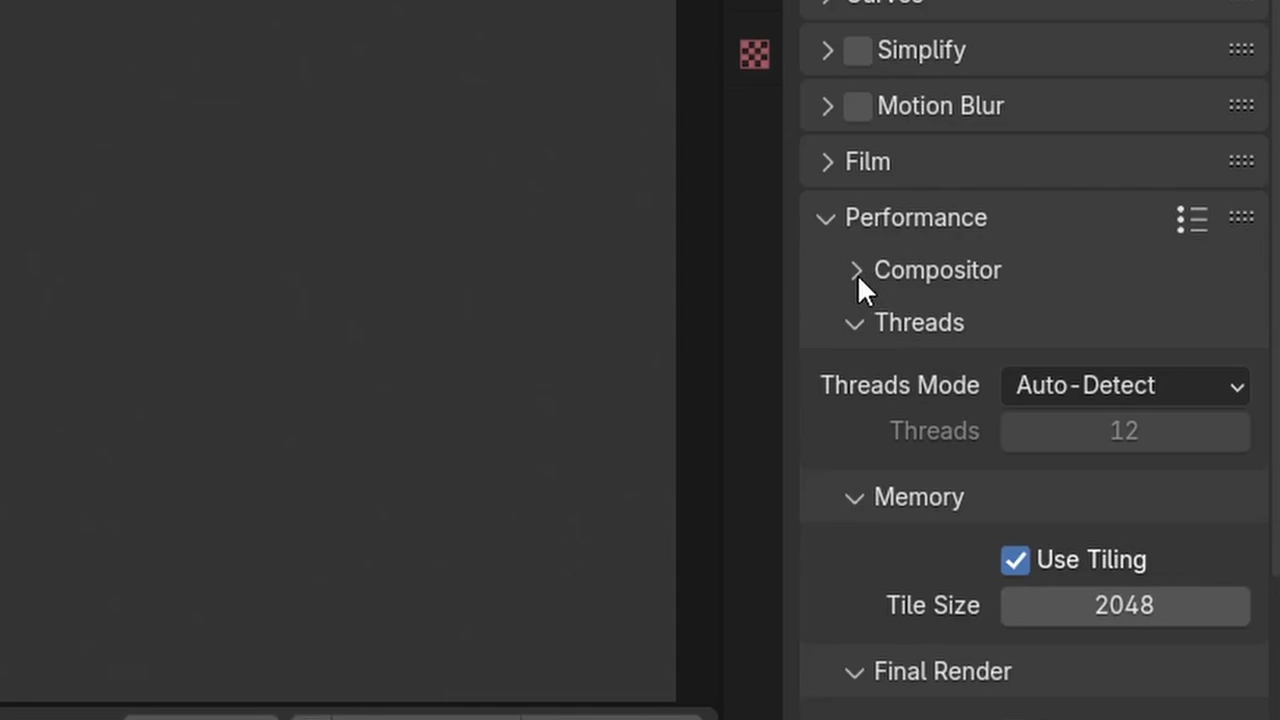 Curves
Simplify
Motion Blur
Film
Performance
Compositor
Threads
Threads Mode Auto-Detect
Threads 12
Memory
Use Tiling
Tile Size 2048
Final Render